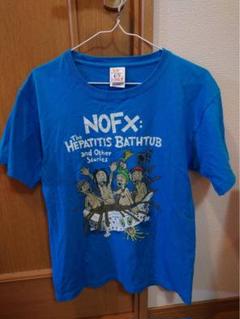 NOFX:
The
HEPATITIS BATHTUB
and Other
Stories